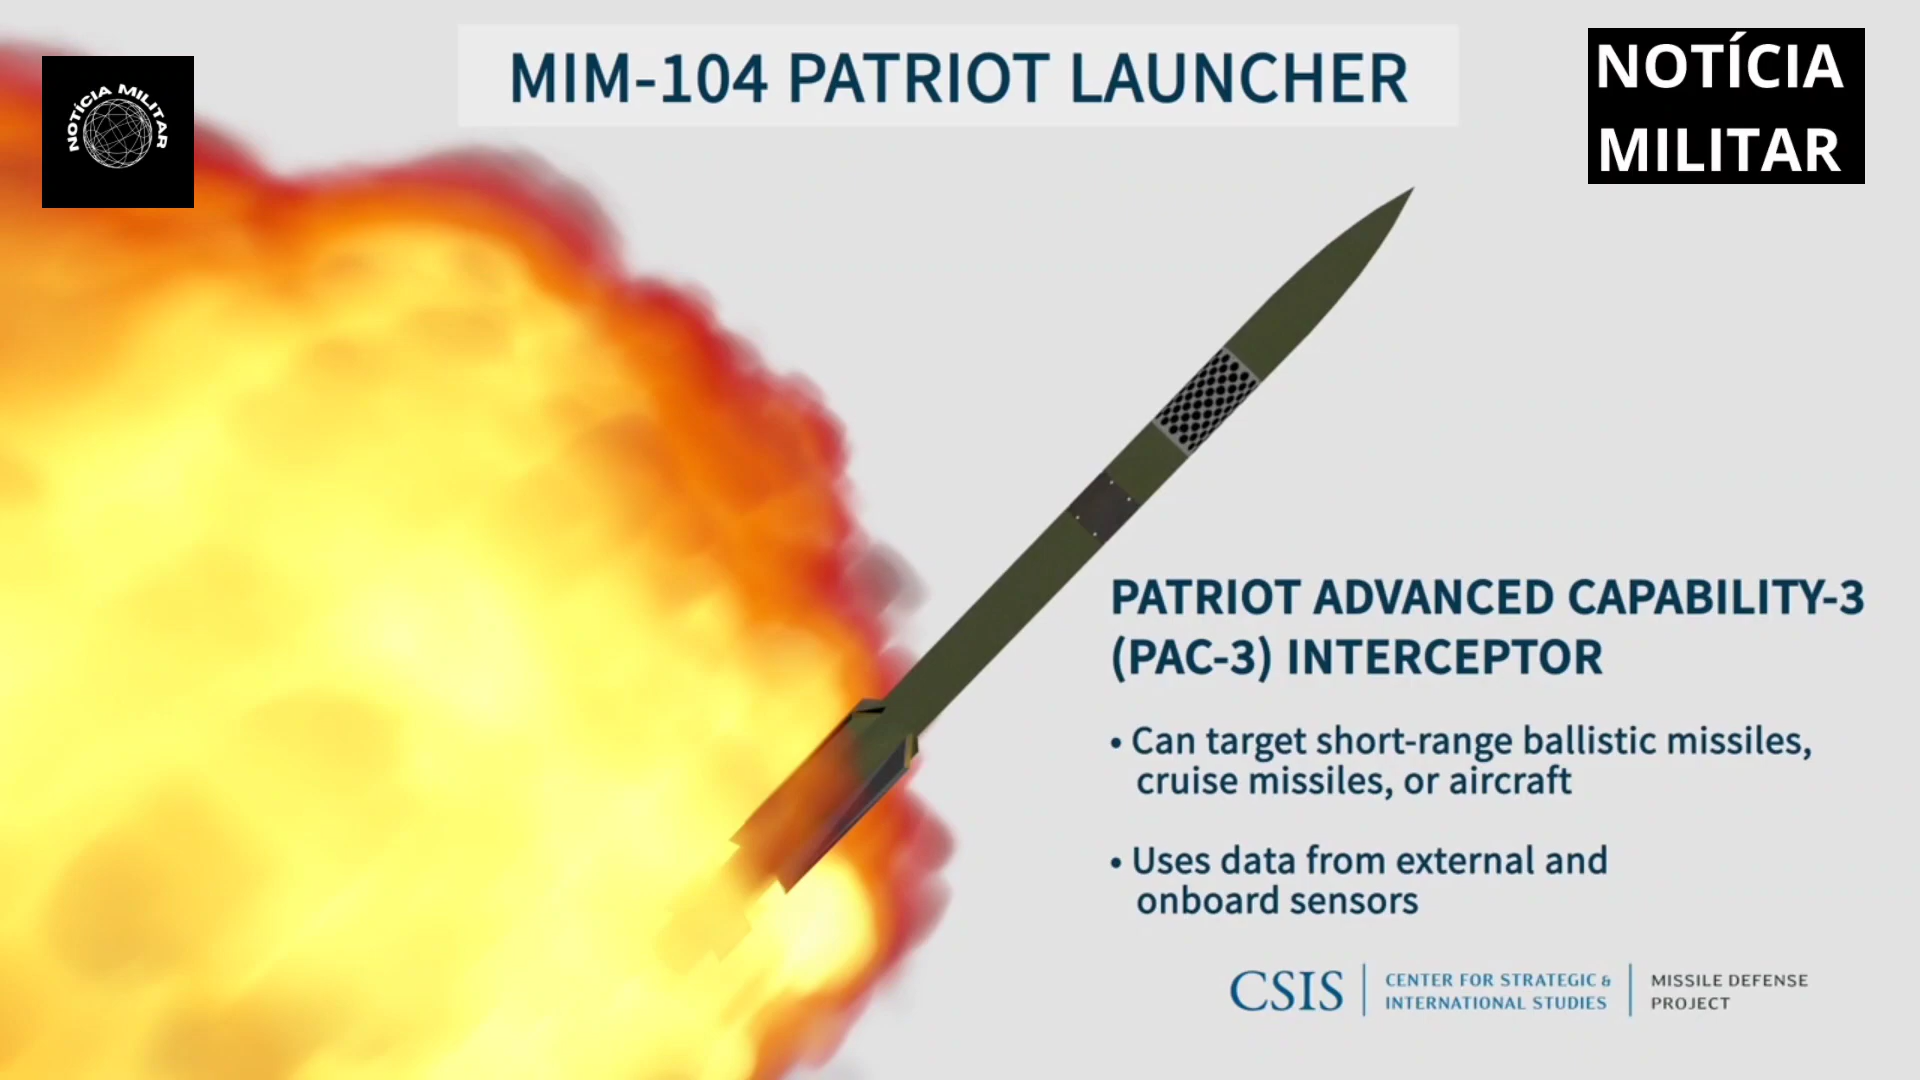 NOTÍCIA MILITAR
MIM-104 PATRIOT LAUNCHER
NOTÍCIA
MILITAR
PATRIOT ADVANCED CAPABILITY-3
(PAC-3) INTERCEPTOR
• Can target short-range ballistic missiles,
cruise missiles, or aircraft
• Uses data from external and
onboard sensors
CSIS
CENTER FOR STRATEGIC &
INTERNATIONAL STUDIES
MISSILE DEFENSE
PROJECT